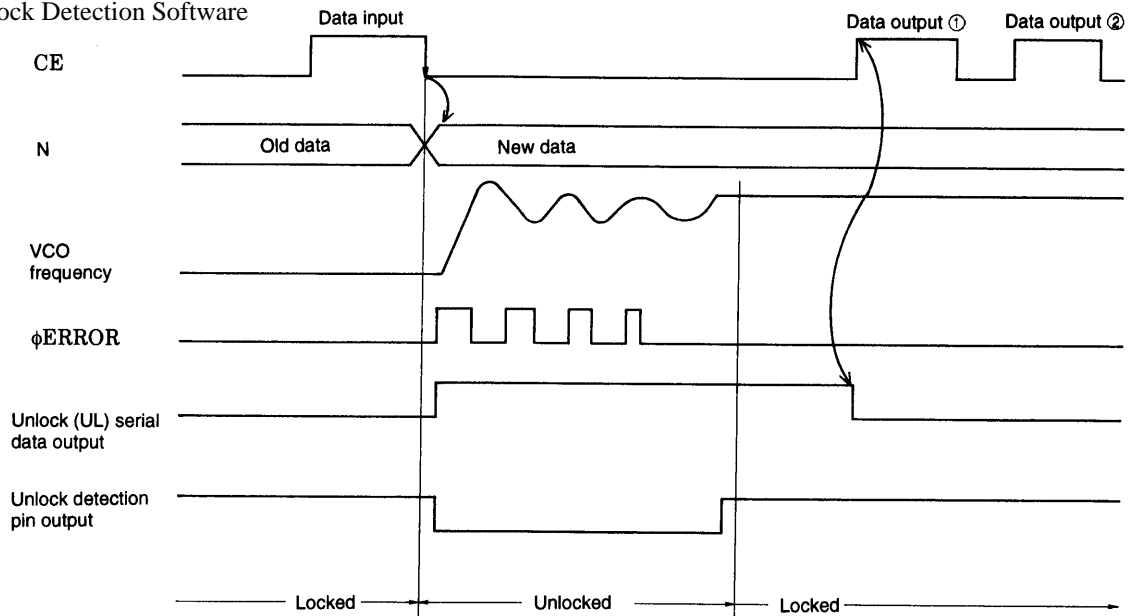 ock Detection Software
Data input
Data output ①
Data output ②
CE
N
Old data
New data
VCO
frequency
φERROR
Unlock (UL) serial
data output
Unlock detection
pin output
Locked
Unlocked
Locked